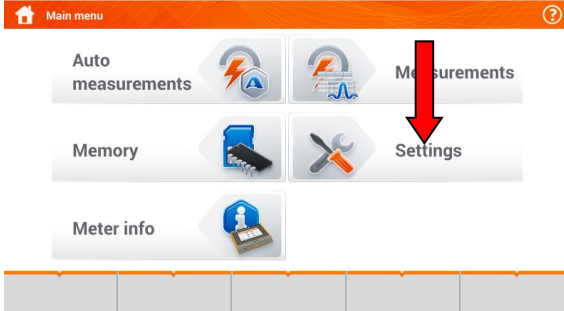 Main menu
?
Auto
measurements
A
Measurements
Memory
Settings
Meter info
i